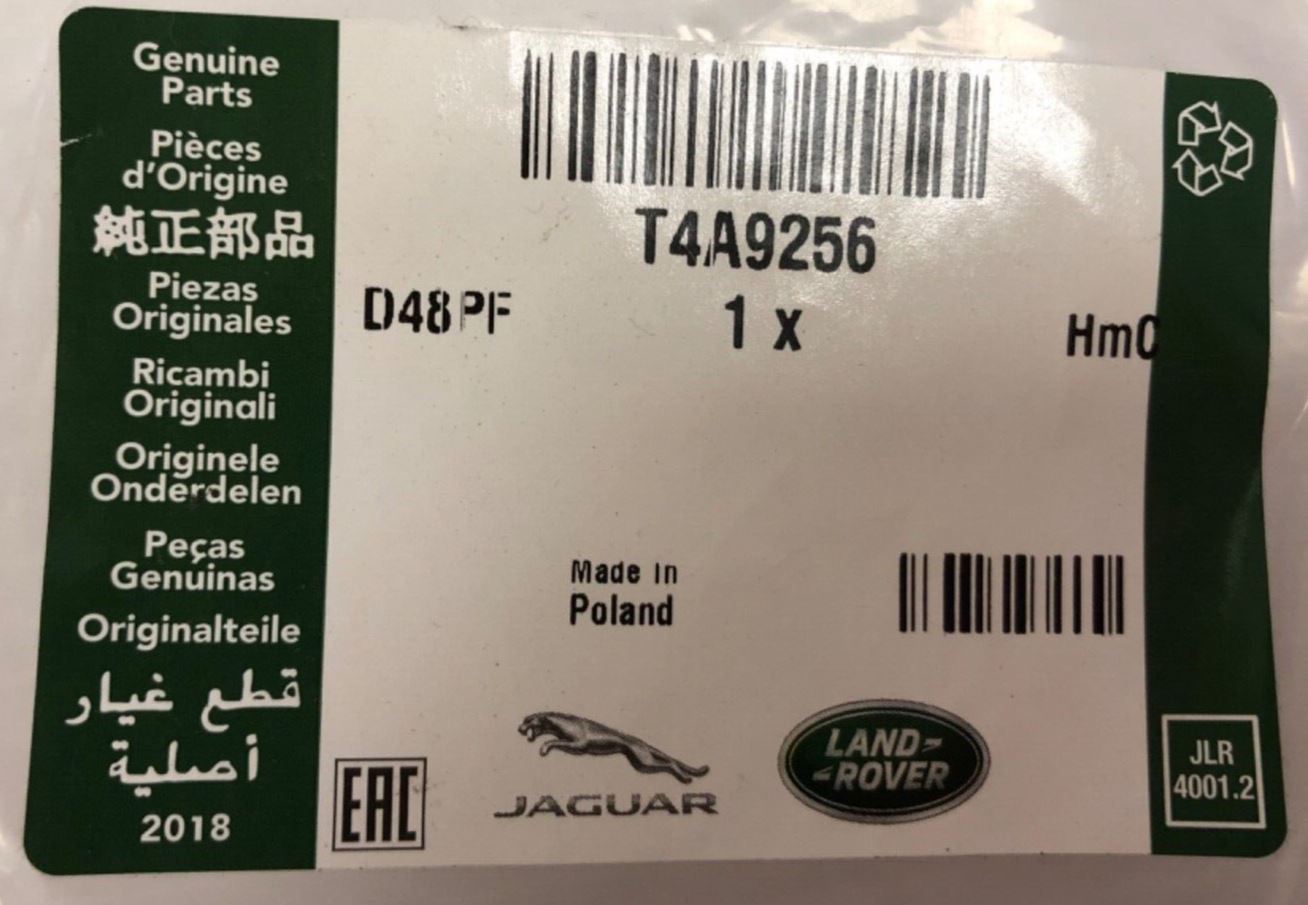 Genuine
Parts
Pièces
d'Origine
純正部品
Piezas
Originales
Ricambi
Originali
Originele
Onderdelen
Peças
Genuinas
Originalteile
قطع غيار
أصلية
2018
T4A9256
D48PF
1 x
HmC
Made in
Poland
EAC
JAGUAR
LAND-
-ROVER
JLR
4001.2